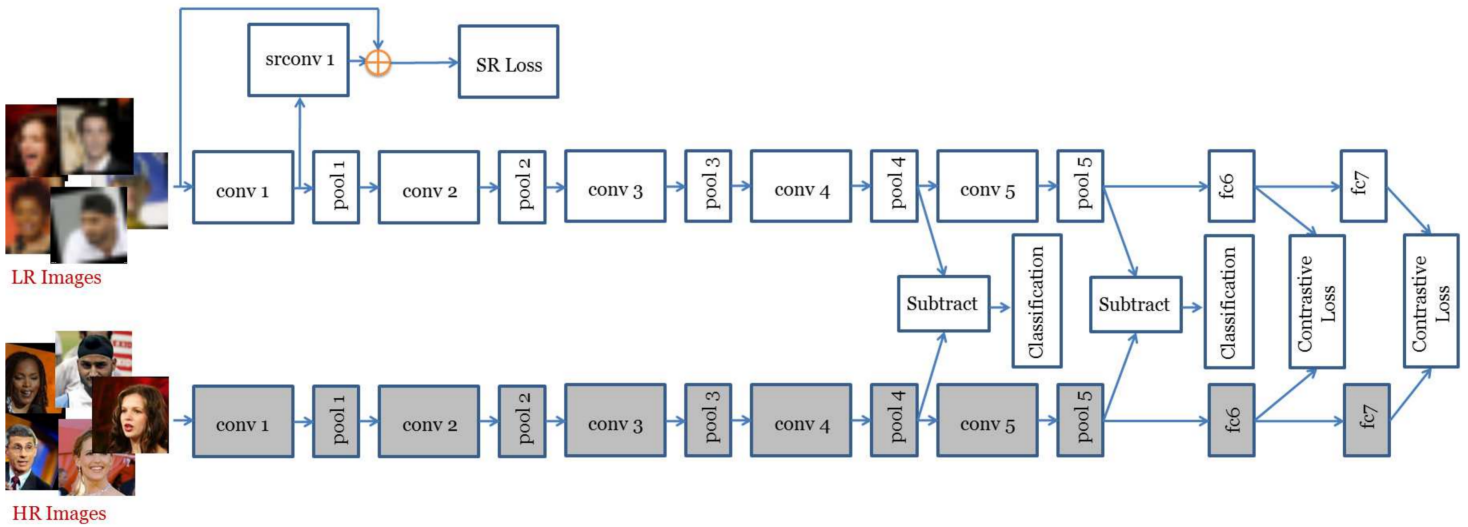 srconv 1
SR Loss
conv 1
pool 1
conv 2
pool 2
conv 3
pool 3
conv 4
pool 4
conv 5
pool 5
fc6
fc7
LR Images
Subtract
Classification
Subtract
Classification
Contrastive
Loss
Contrastive
Loss
conv 1
pool 1
conv 2
pool 2
conv 3
pool 3
conv 4
pool 4
conv 5
pool 5
fc6
fc7
HR Images